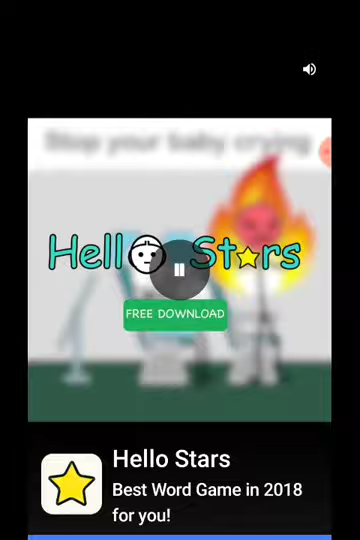 Stop your baby crying
Hello Stars
FREE DOWNLOAD
Hello Stars
Best Word Game in 2018
for you!